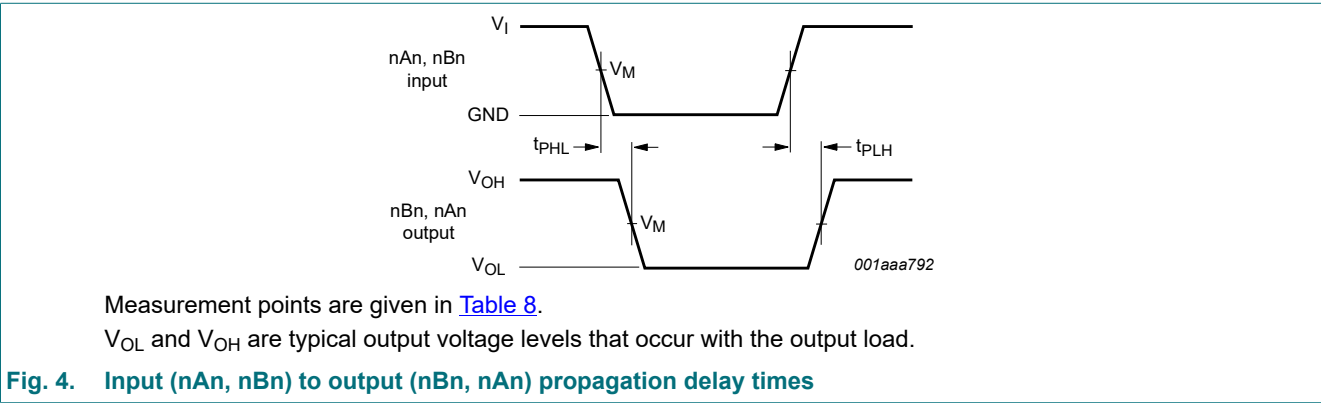 V_I
nAn, nBn
input
V_M
GND
t_PHL
t_PLH
V_OH
nBn, nAn
output
V_M
V_OL
001aaa792
Measurement points are given in Table 8.
V_OL and V_OH are typical output voltage levels that occur with the output load.
Fig. 4. Input (nAn, nBn) to output (nBn, nAn) propagation delay times